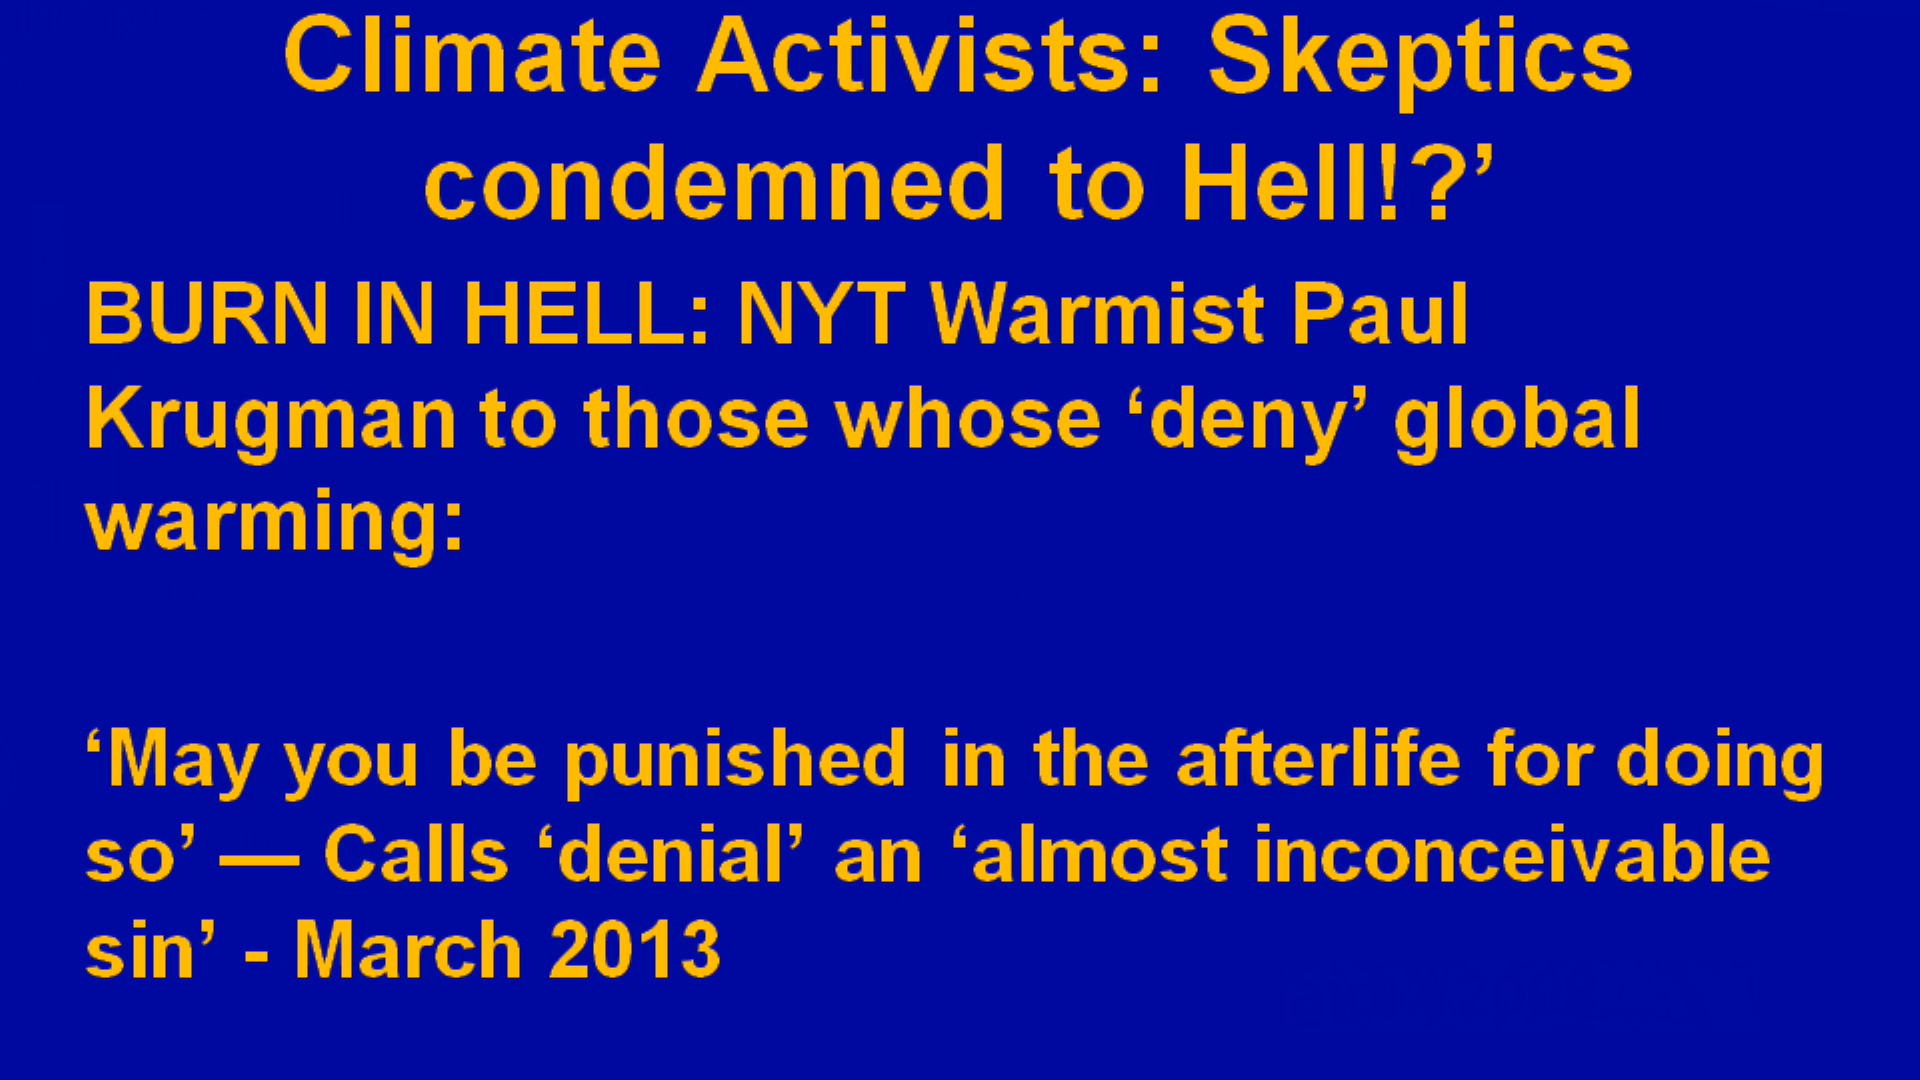 Climate Activists: Skeptics
condemned to Hell!?’
BURN IN HELL: NYT Warmist Paul
Krugman to those whose ‘deny’ global
warming:
‘May you be punished in the afterlife for doing
so’ — Calls ‘denial’ an ‘almost inconceivable
sin’ - March 2013